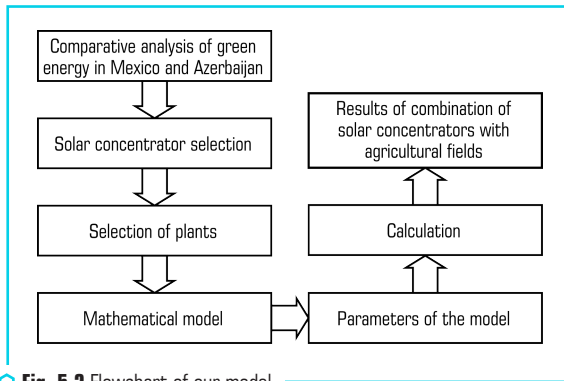 Comparative analysis of green
energy in Mexico and Azerbaijan
Solar concentrator selection
Selection of plants
Mathematical model
Parameters of the model
Calculation
Results of combination of
solar concentrators with
agricultural fields
Fig. 5.2 Flowchart of our model